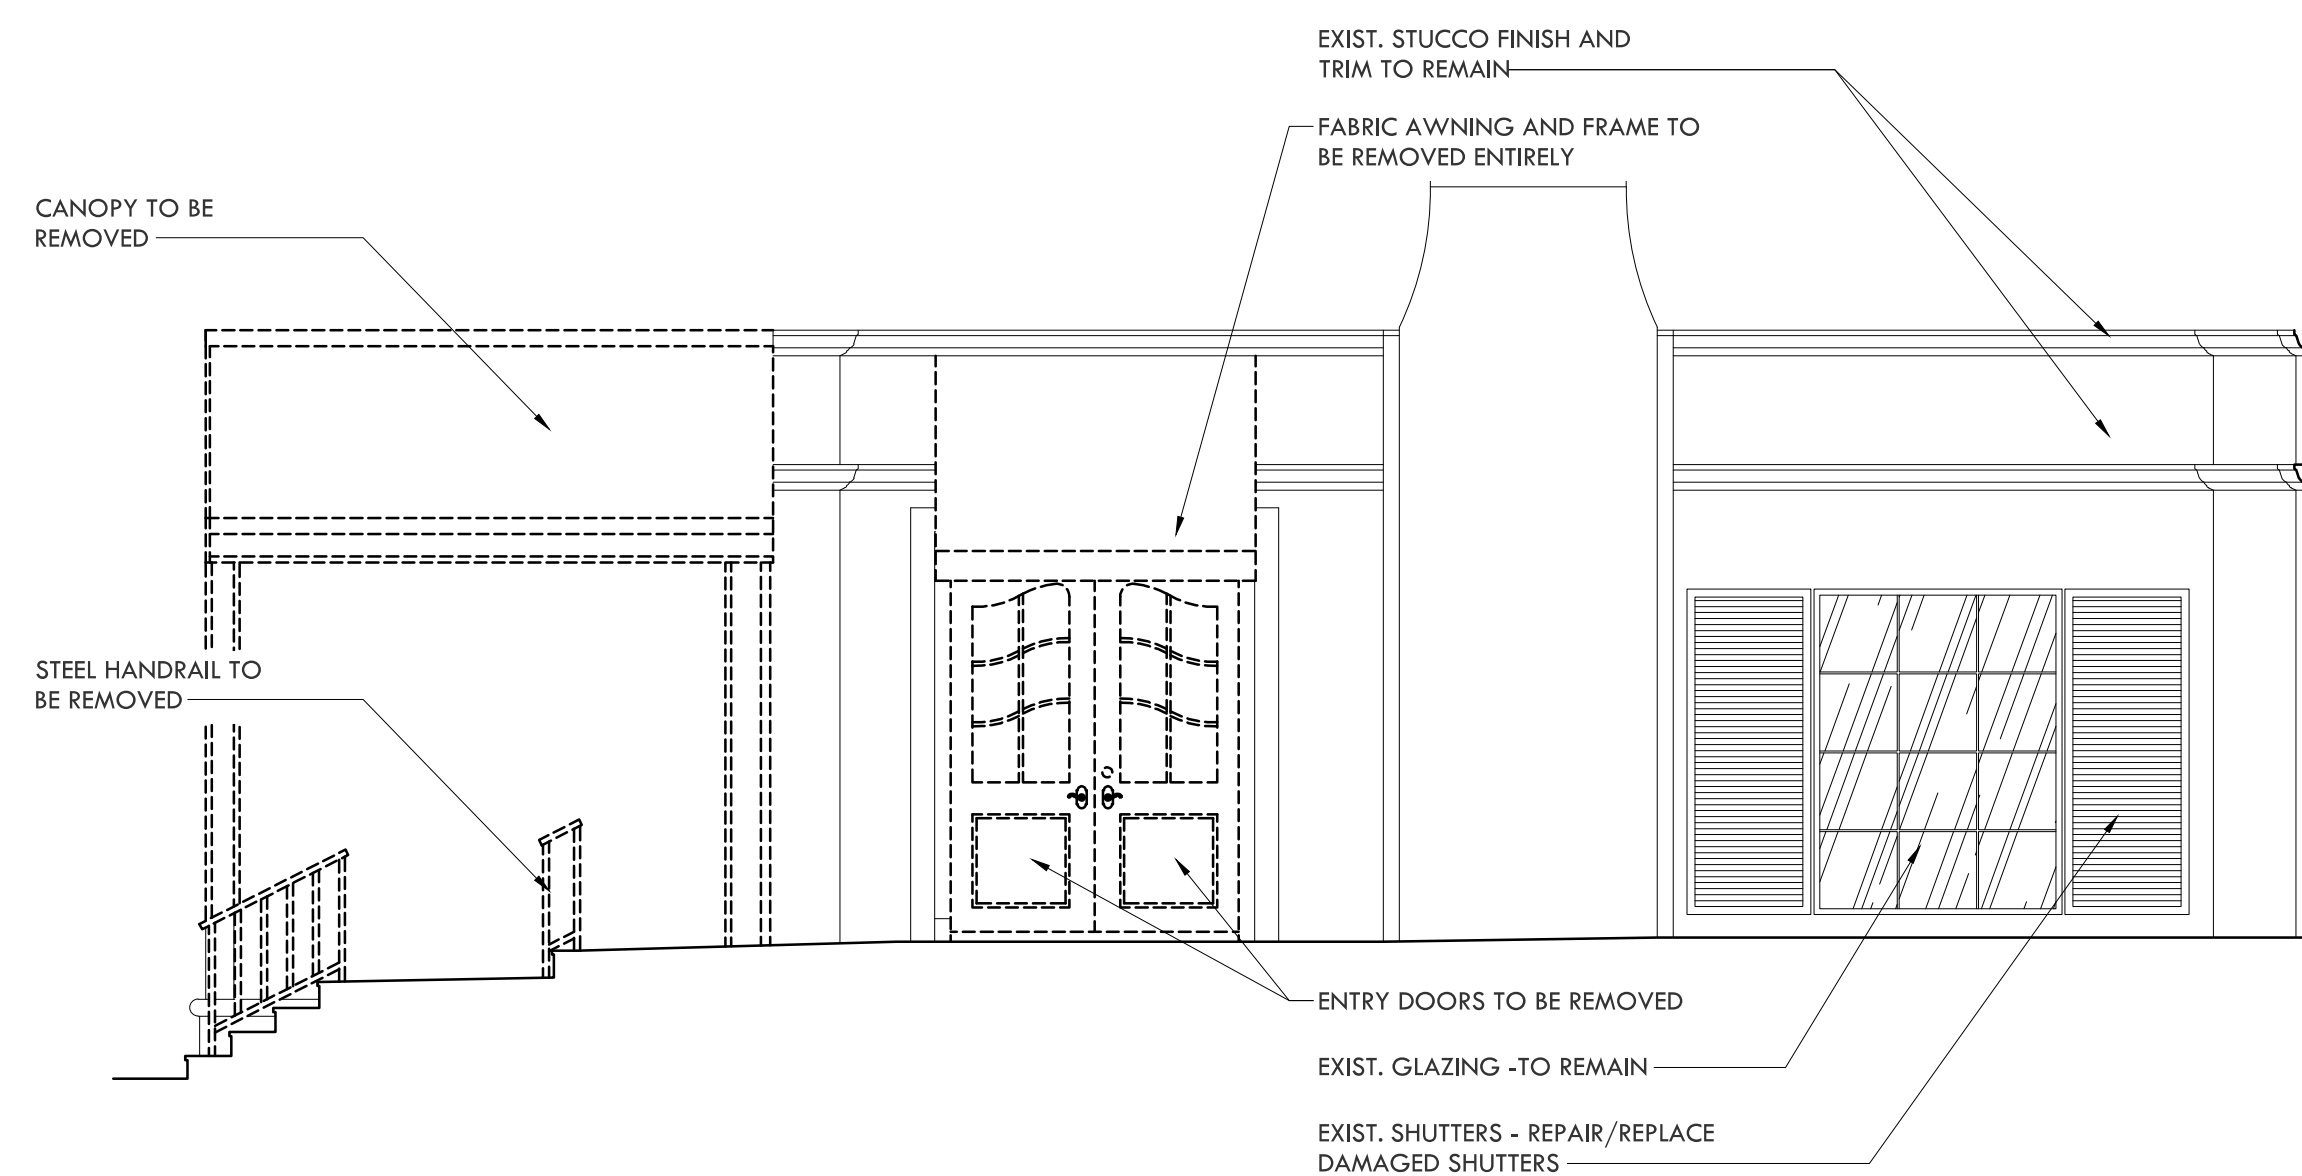 EXIST. STUCCO FINISH AND
TRIM TO REMAIN
FABRIC AWNING AND FRAME TO
BE REMOVED ENTIRELY
CANOPY TO BE
REMOVED
STEEL HANDRAIL TO
BE REMOVED
ENTRY DOORS TO BE REMOVED
EXIST. GLAZING -TO REMAIN
EXIST. SHUTTERS - REPAIR/REPLACE
DAMAGED SHUTTERS